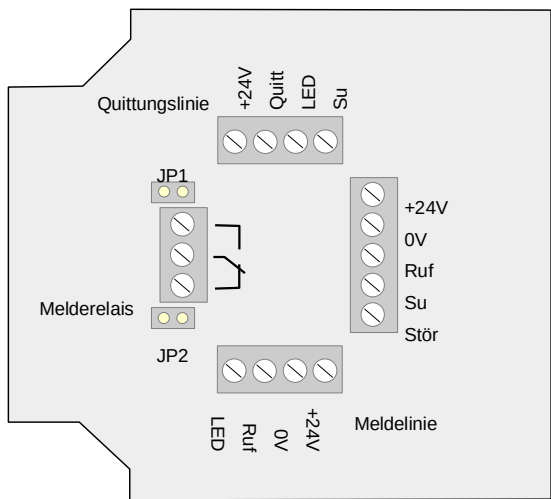 +24V
Quitt
LED
Su
Quittungslinie
JP1
+24V
0V
Ruf
Su
Stör
Melderelais
JP2
LED
Ruf
0V
+24V
Meldelinie